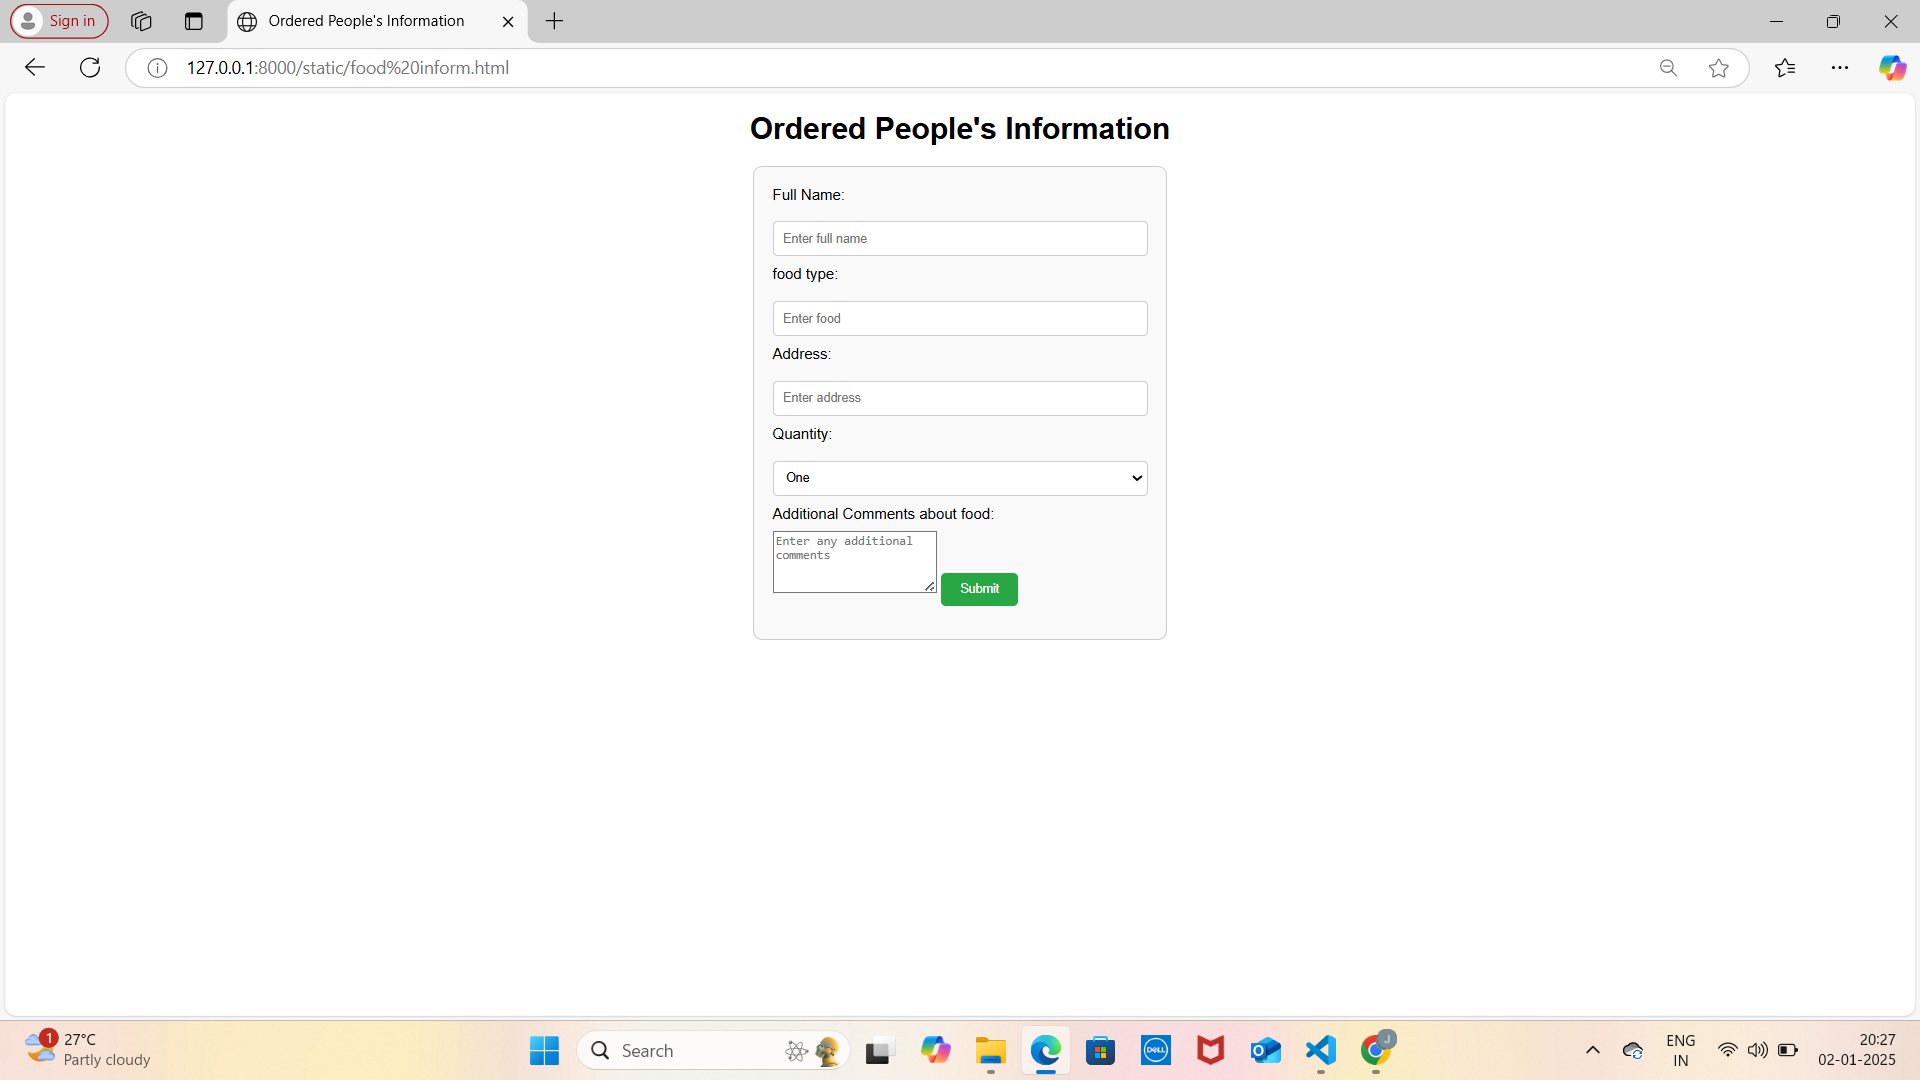 Sign in
Ordered People's Information
127.0.0.1:8000/static/food%20inform.html
Ordered People's Information
Full Name:
Enter full name
food type:
Enter food
Address:
Enter address
Quantity:
One
Additional Comments about food:
Enter any additional
comments
Submit
1
27°C
Partly cloudy
Search
DELL
J
ENG
IN
20:27
02-01-2025